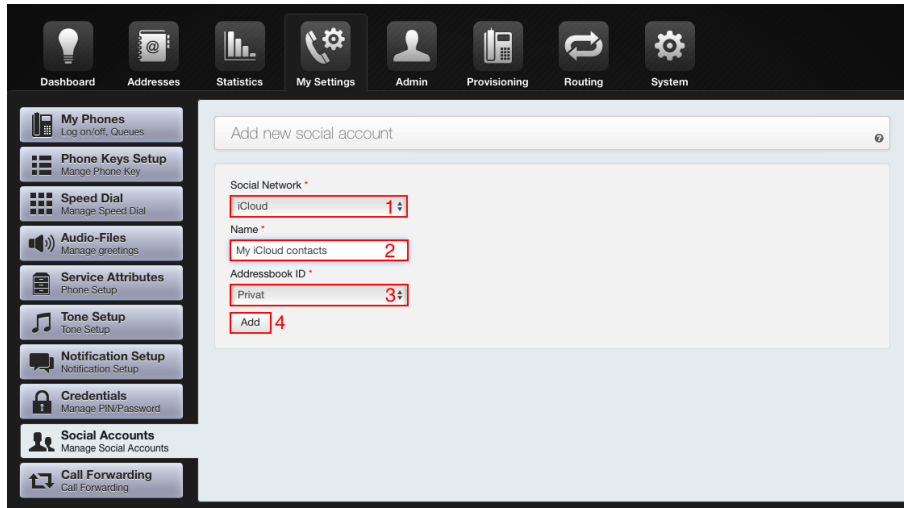 Dashboard Addresses Statistics My Settings Admin Provisioning Routing System
My Phones
Log on/off, Queues
Phone Keys Setup
Mange Phone Key
Speed Dial
Manage Speed Dial
Audio-Files
Manage greetings
Service Attributes
Phone Setup
Tone Setup
Tone Setup
Notification Setup
Notification Setup
Credentials
Manage PIN/Password
Social Accounts
Manage Social Accounts
Call Forwarding
Call Forwarding
Add new social account
Social Network *
iCloud 1
Name *
My iCloud contacts 2
Addressbook ID *
Privat 3
Add 4